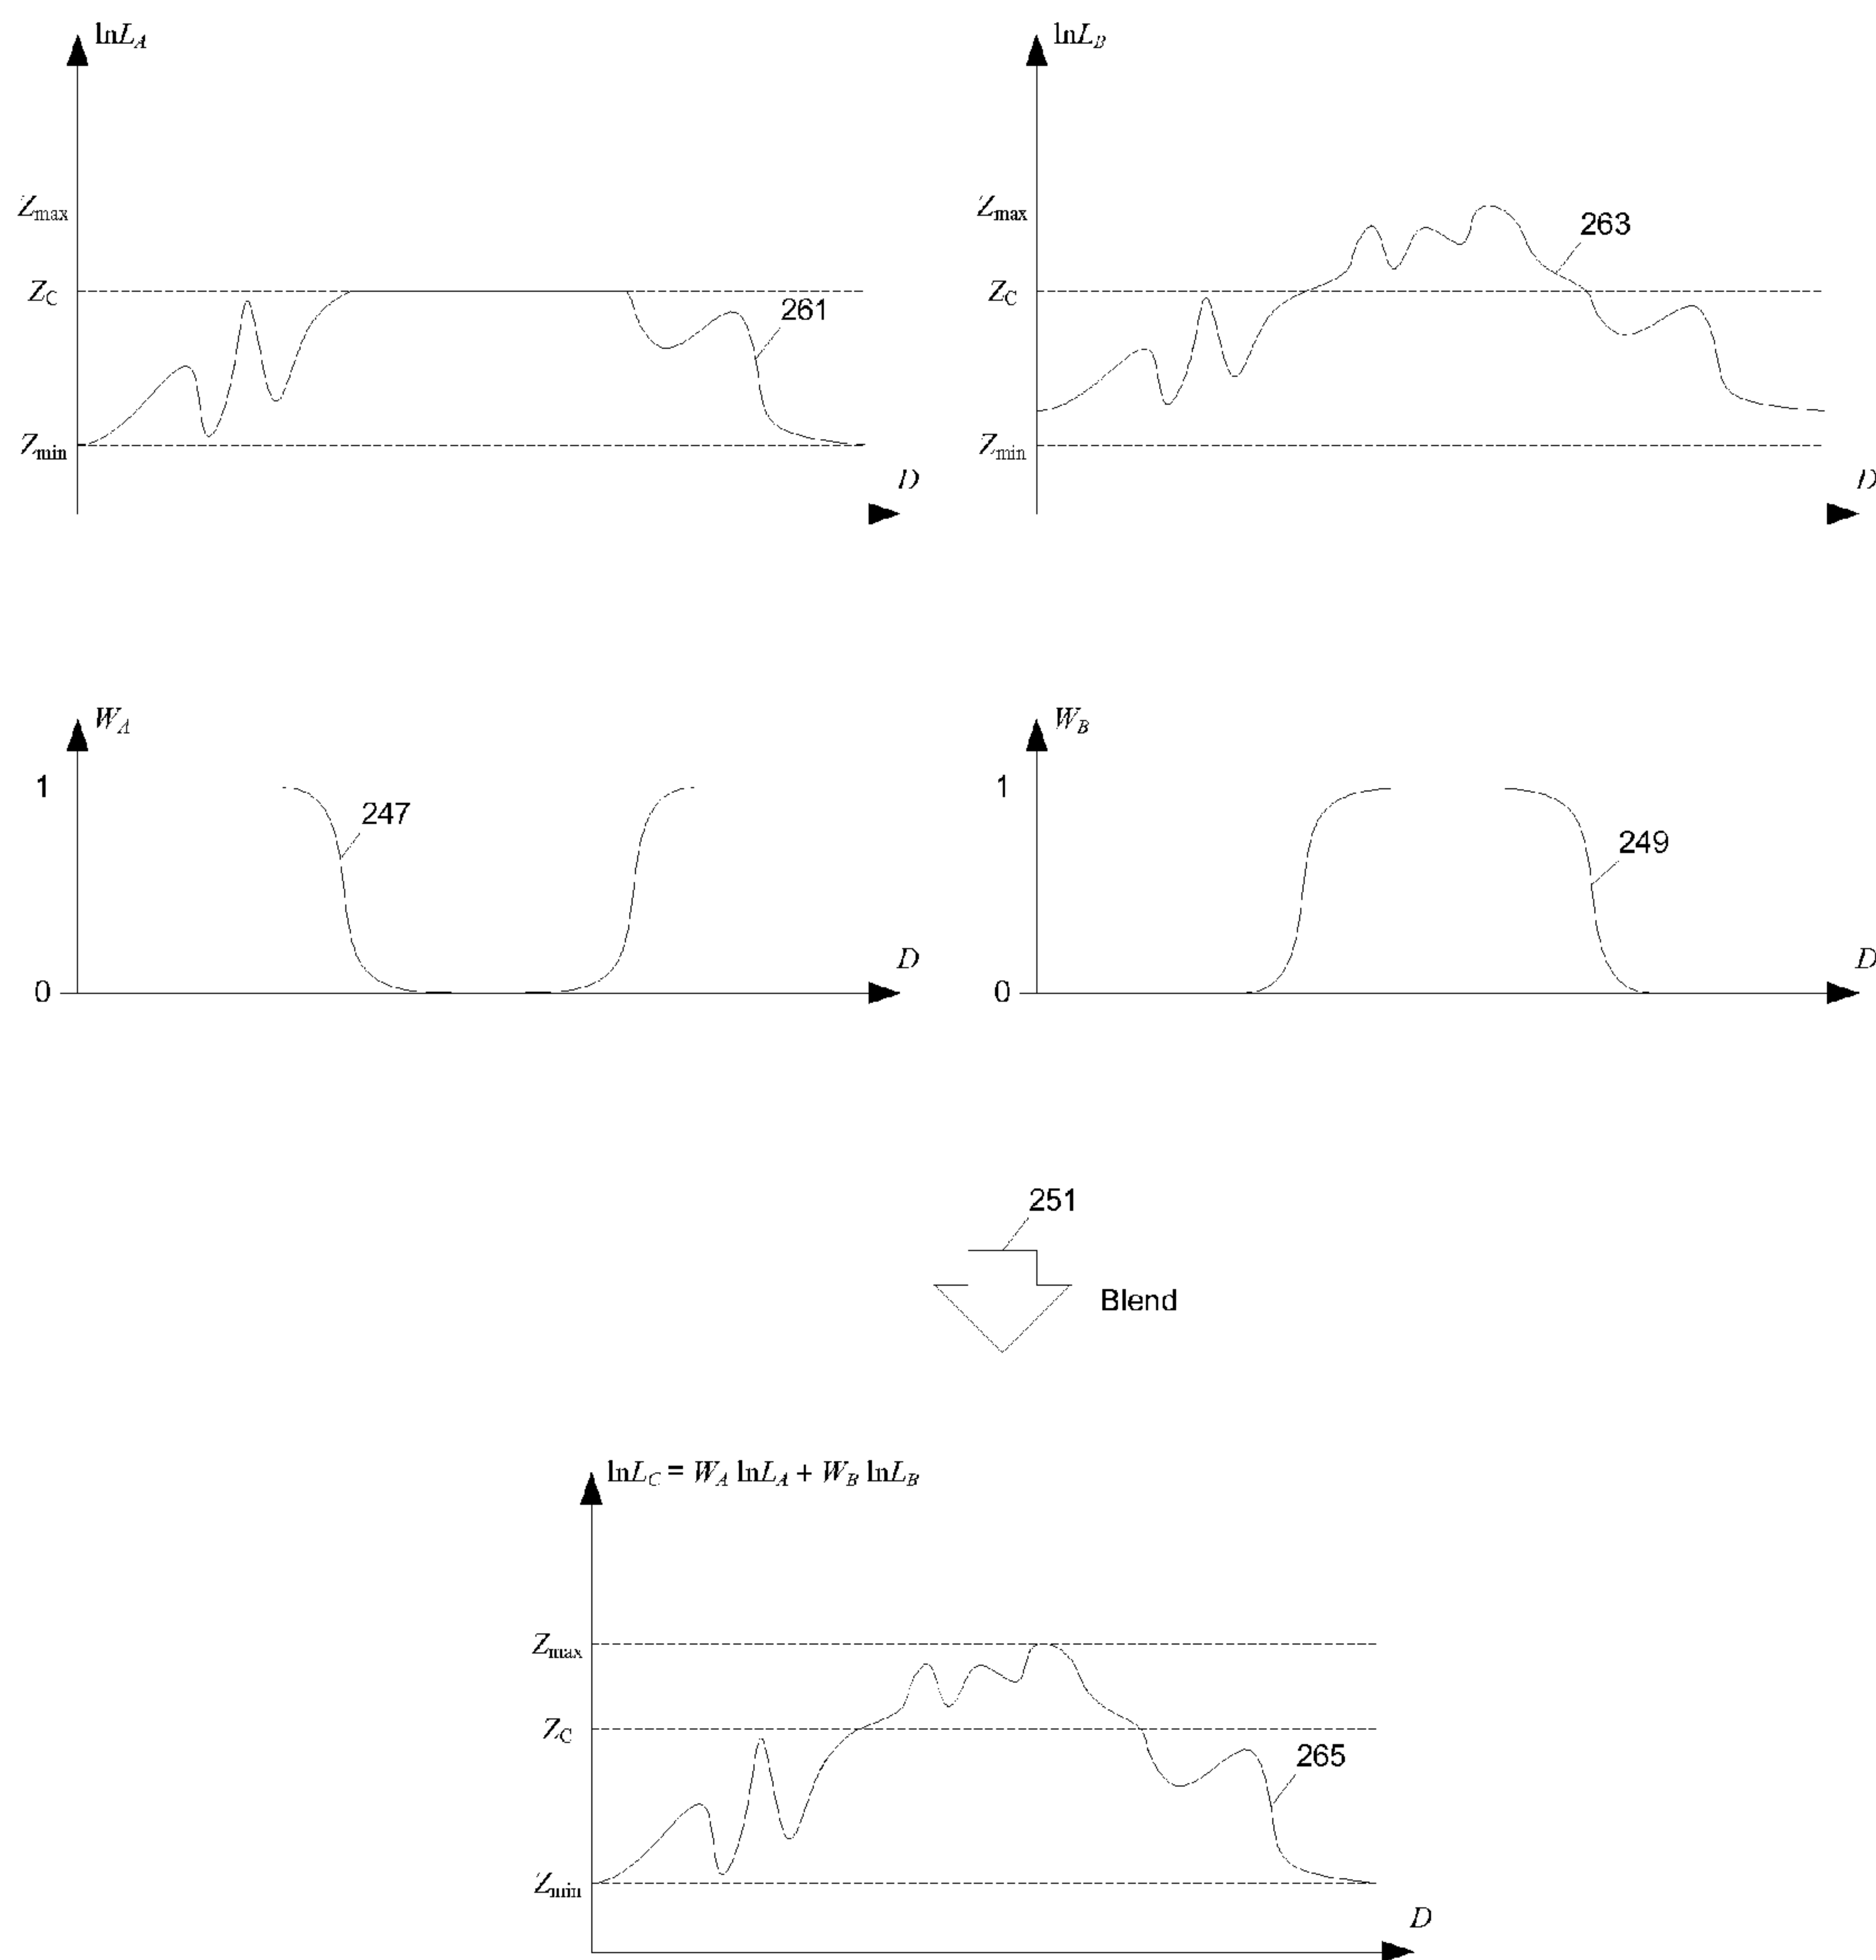 lnL_A
Z_max
Z_C
261
Z_min
D
lnL_B
Z_max
263
Z_C
Z_min
D
W_A
1
247
D
0
W_B
1
249
D
0
251
Blend
lnL_C = W_A lnL_A + W_B lnL_B
Z_max
Z_C
265
Z_min
D